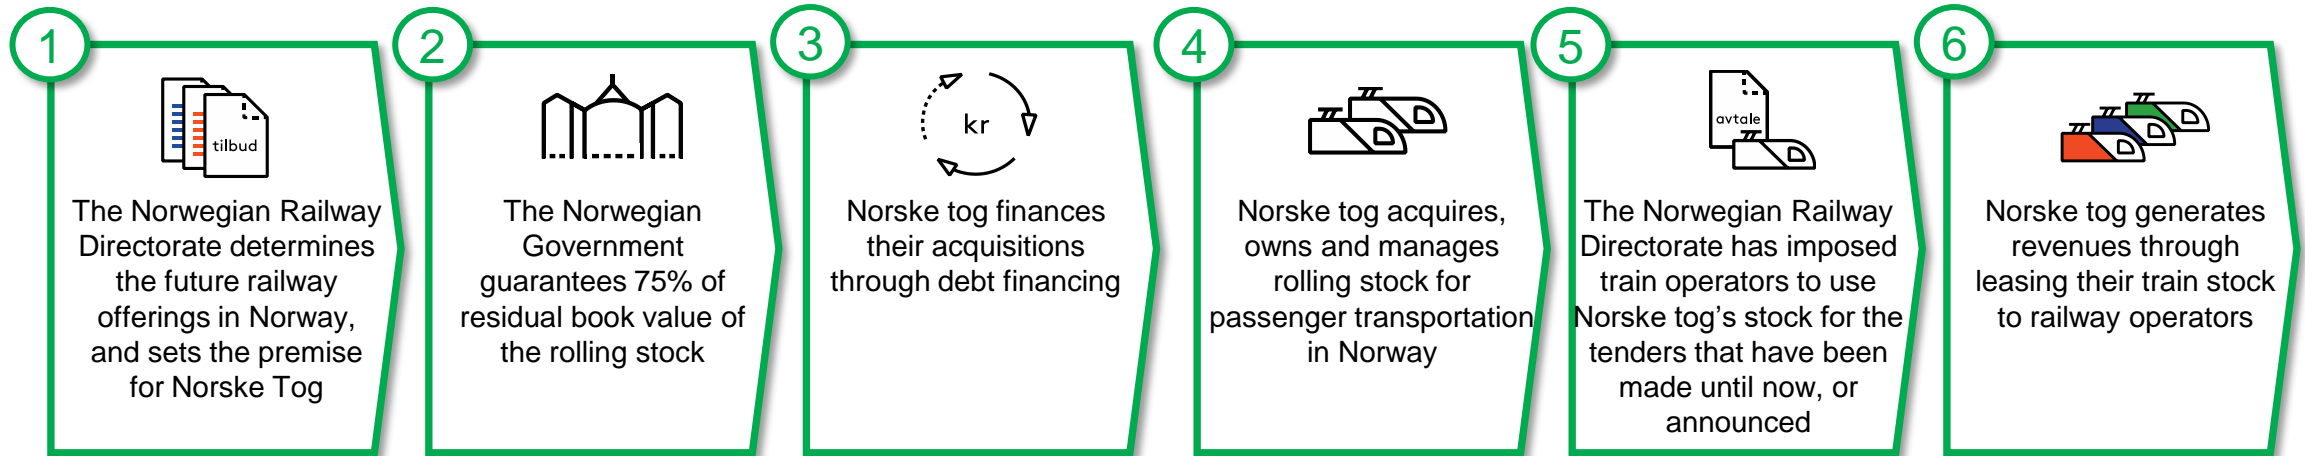 1
tilbud
The Norwegian Railway
Directorate determines
the future railway
offerings in Norway,
and sets the premise
for Norske Tog
2
The Norwegian
Government
guarantees 75% of
residual book value of
the rolling stock
3
kr
Norske tog finances
their acquisitions
through debt financing
4
Norske tog acquires,
owns and manages
rolling stock for
passenger transportation
in Norway
5
avtale
The Norwegian Railway
Directorate has imposed
train operators to use
Norske tog’s stock for the
tenders that have been
made until now, or
announced
6
Norske tog generates
revenues through
leasing their train stock
to railway operators